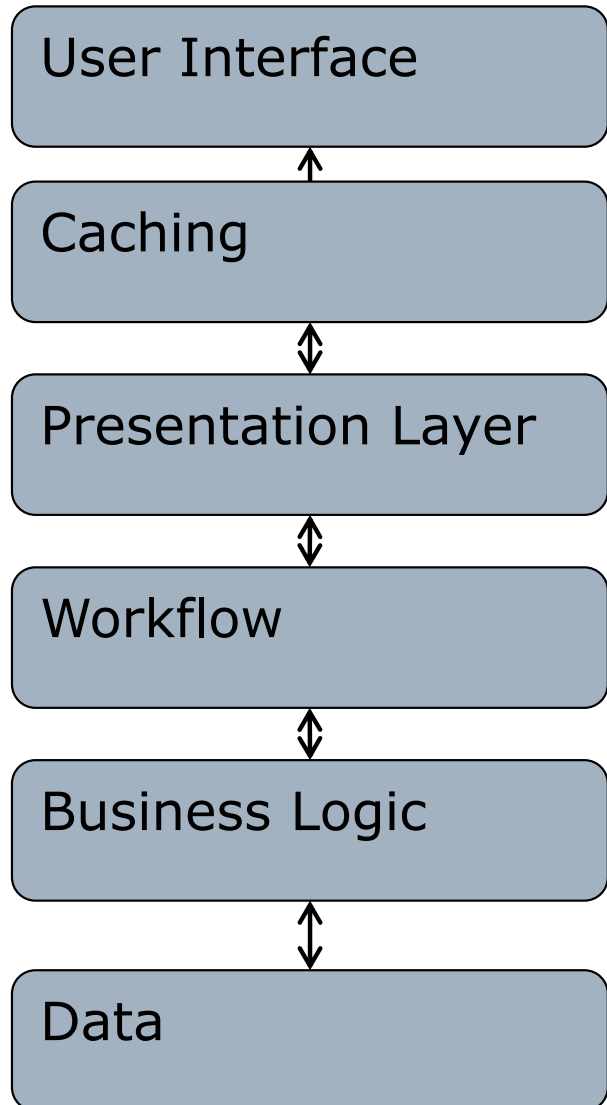 User Interface
Caching
Presentation Layer
Workflow
Business Logic
Data